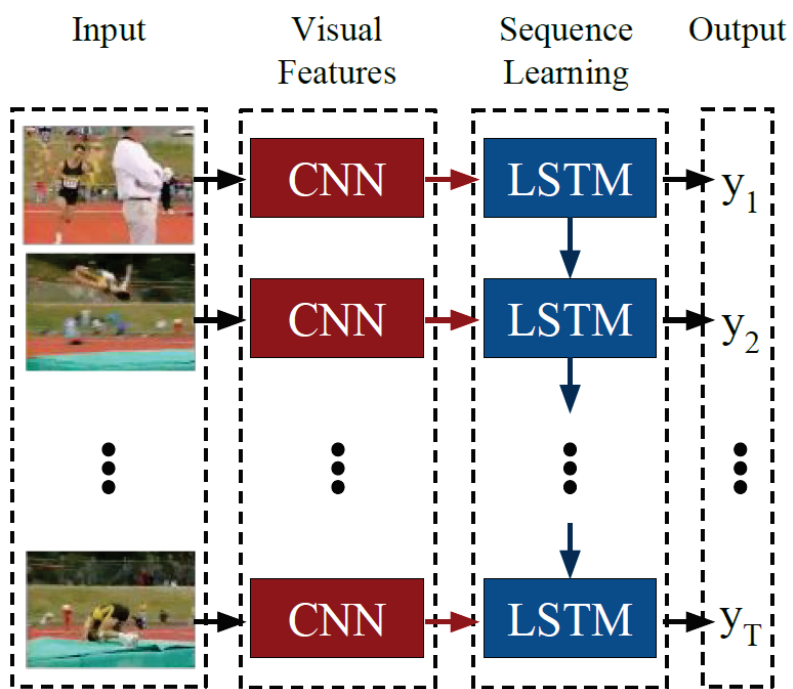 Input
Visual
Features
Sequence
Learning
Output
CNN
LSTM
y1
CNN
LSTM
y2
CNN
LSTM
yT